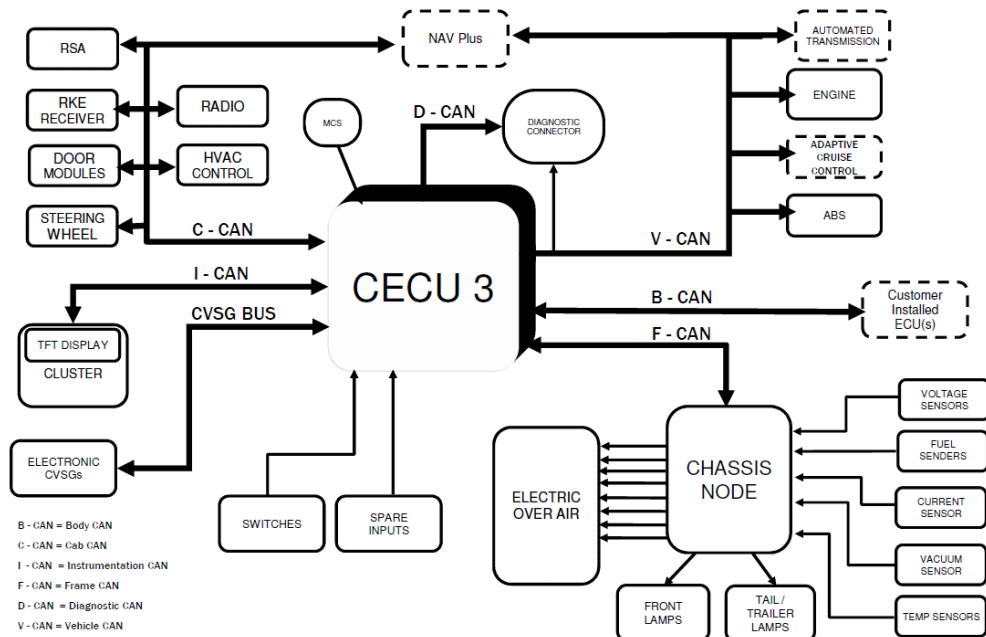 RSA
NAV Plus
AUTOMATED
TRANSMISSION
RKE
RECEIVER
RADIO
MCS
D - CAN
DIAGNOSTIC
CONNECTOR
ENGINE
DOOR
MODULES
HVAC
CONTROL
ADAPTIVE
CRUISE
CONTROL
STEERING
WHEEL
ABS
C - CAN
V - CAN
I - CAN
CECU 3
B - CAN
Customer
Installed
ECU(s)
CVSG BUS
F - CAN
TFT DISPLAY
CLUSTER
VOLTAGE
SENSORS
FUEL
SENDERS
ELECTRONIC
CVSGs
CHASSIS
NODE
ELECTRIC
OVER AIR
CURRENT
SENSOR
SWITCHES
SPARE
INPUTS
VACUUM
SENSOR
FRONT
LAMPS
TAIL /
TRAILER
LAMPS
TEMP SENSORS
B - CAN = Body CAN
C - CAN = Cab CAN
I - CAN = Instrumentation CAN
F - CAN = Frame CAN
D - CAN = Diagnostic CAN
V - CAN = Vehicle CAN